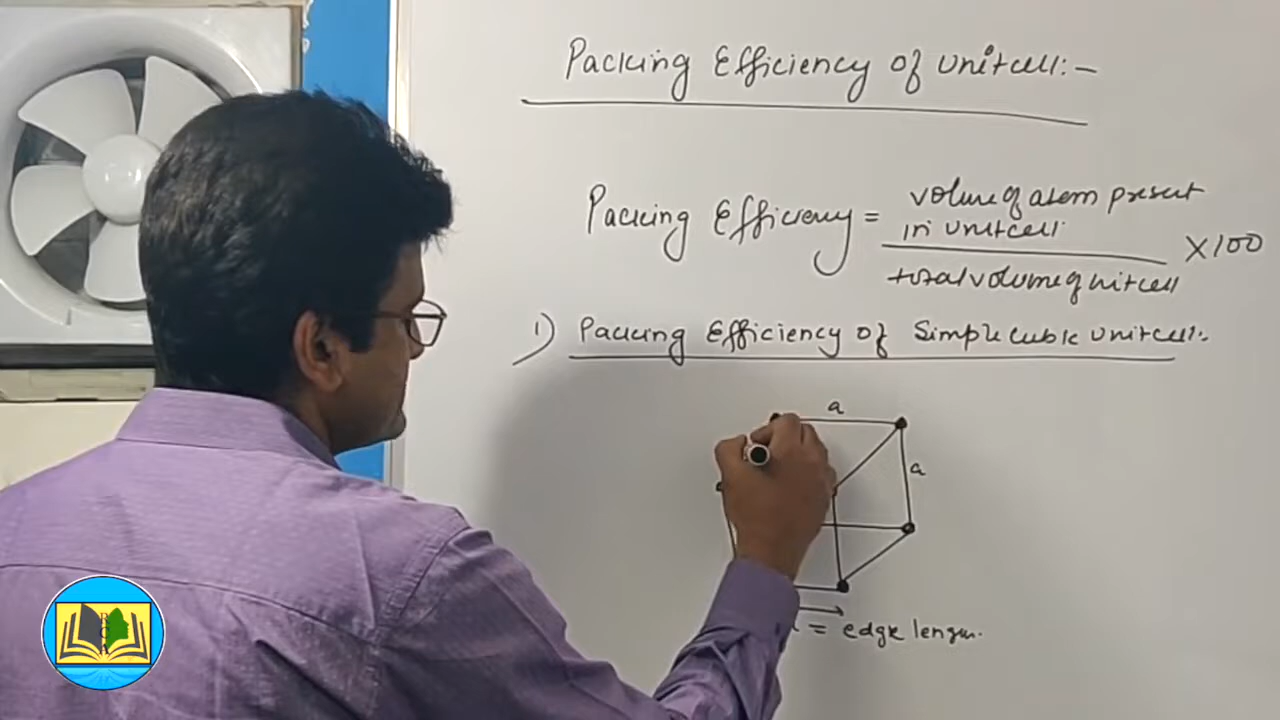 Packing Efficiency of unitcell:-
Packing Efficiency = volume of atom present
in unitcell
total volume of unitcell
×100
1) Packing Efficiency of Simple cubic unitcell:-
a
a
= edge length.